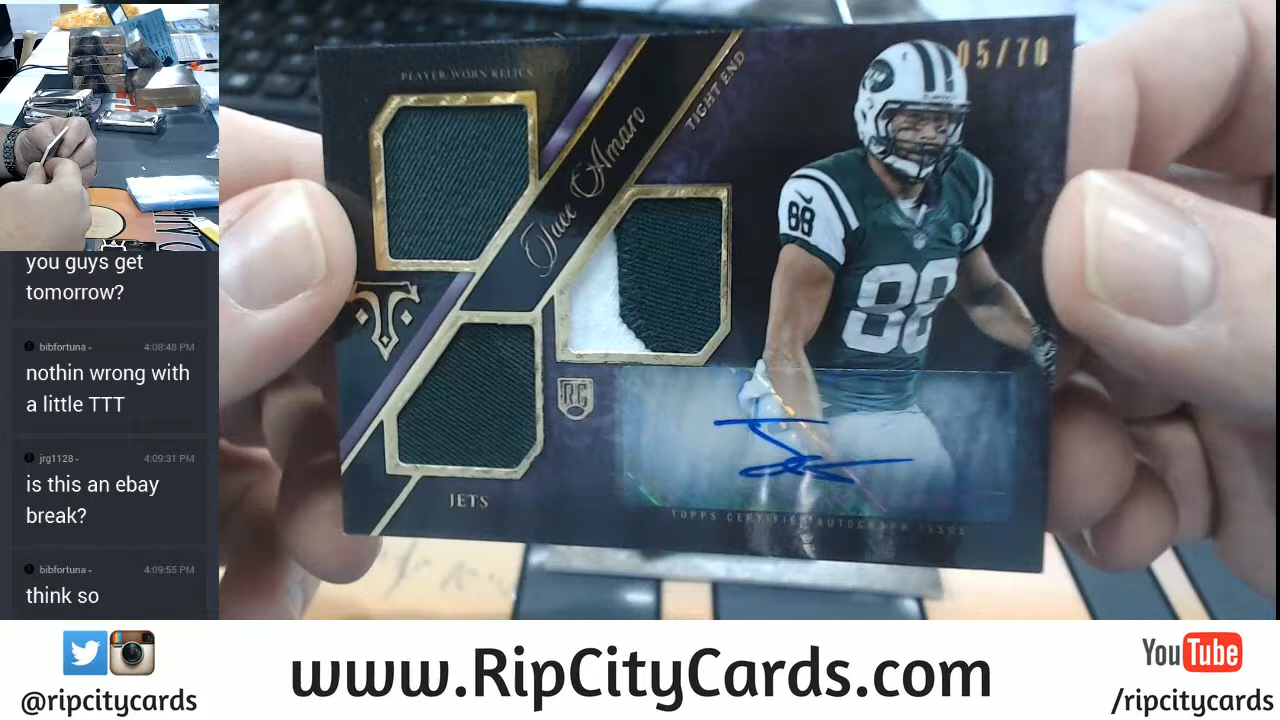 PLAYER-WORN RELICS
Jace Amaro
TIGHT END
05/70
88
88
RC
JETS
TOPPS CERTIFIED AUTOGRAPH ISSUE
you guys get
tomorrow?
bibfortuna
4:08:48 PM
nothin wrong with
a little TTT
jrg1128
4:09:31 PM
is this an ebay
break?
bibfortuna
4:09:55 PM
think so
@ripcitycards
www.RipCityCards.com
YouTube
/ripcitycards